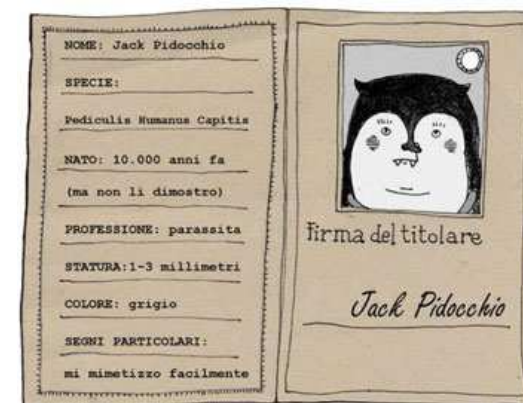 NOME: Jack Pidocchio
SPECIE:
Pediculis Humanus Capitis
NATO: 10.000 anni fa
(ma non li dimostro)
PROFESSIONE: parassita
STATURA:1-3 millimetri
COLORE: grigio
SEGNI PARTICOLARI:
mi mimetizzo facilmente
Firma del titolare
Jack Pidocchio